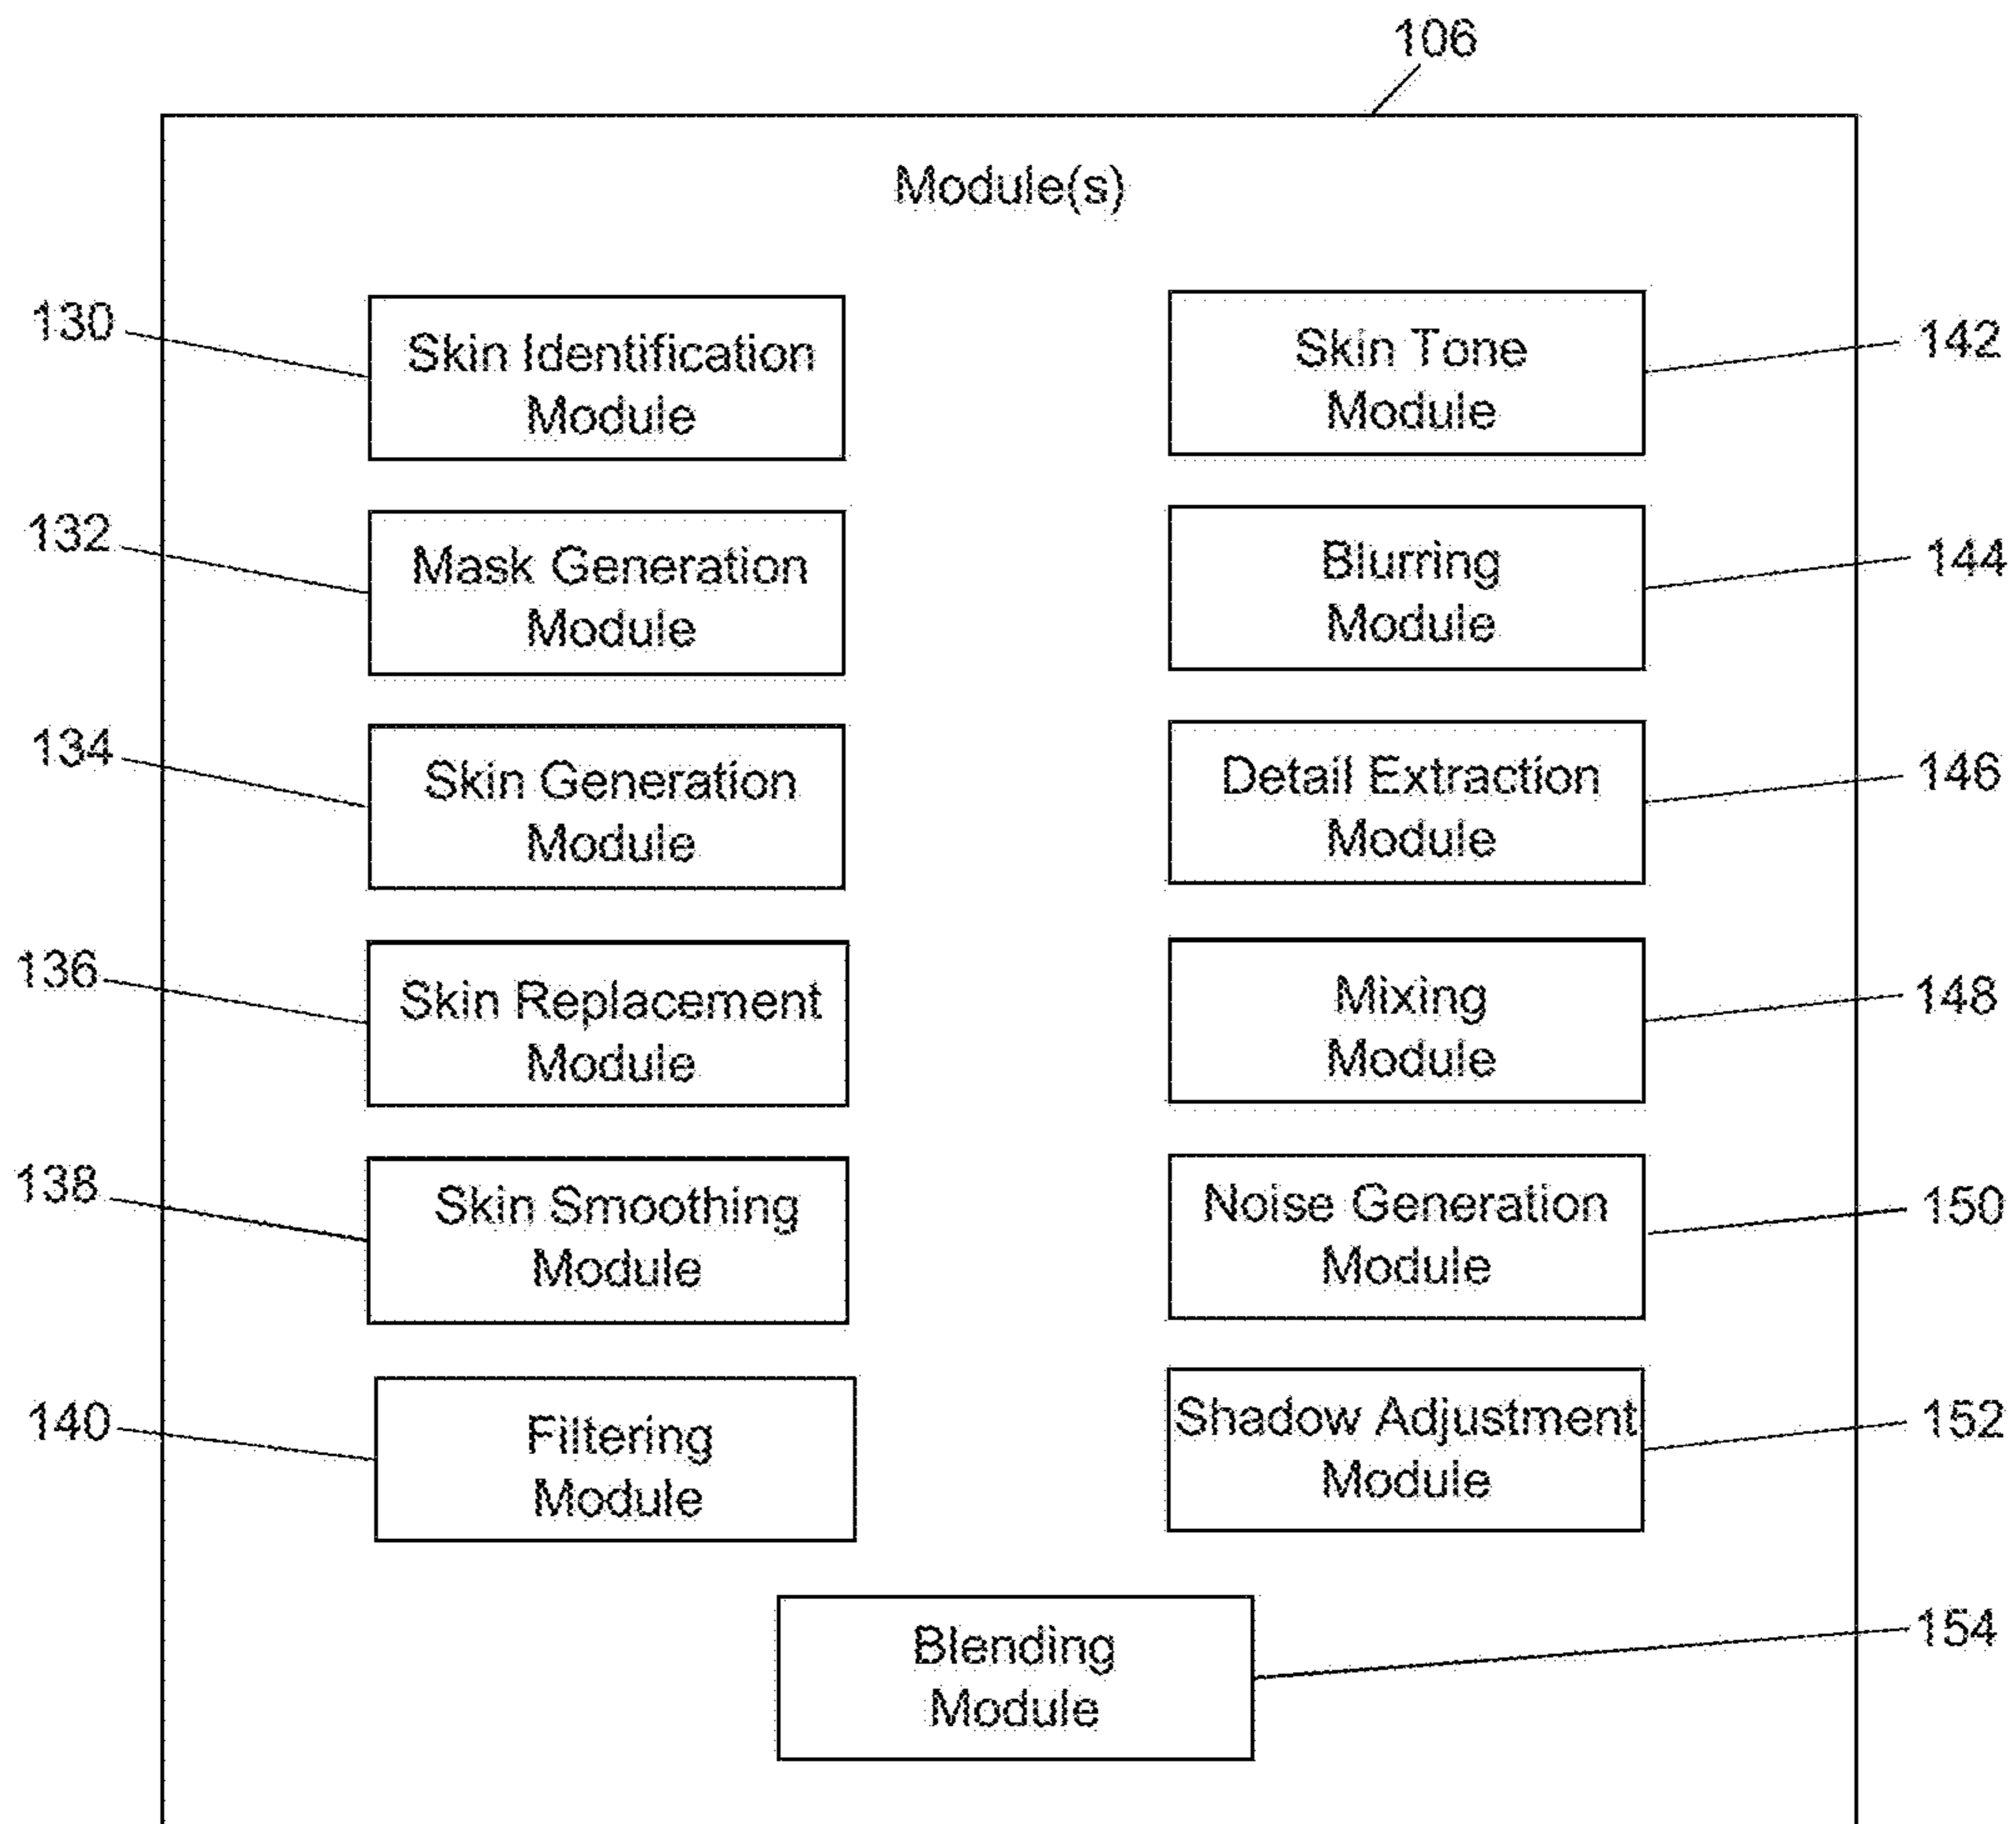 106
Module(s)
130
Skin Identification
Module
142
Skin Tone
Module
132
Mask Generation
Module
144
Blurring
Module
134
Skin Generation
Module
146
Detail Extraction
Module
136
Skin Replacement
Module
148
Mixing
Module
138
Skin Smoothing
Module
150
Noise Generation
Module
140
Filtering
Module
152
Shadow Adjustment
Module
154
Blending
Module